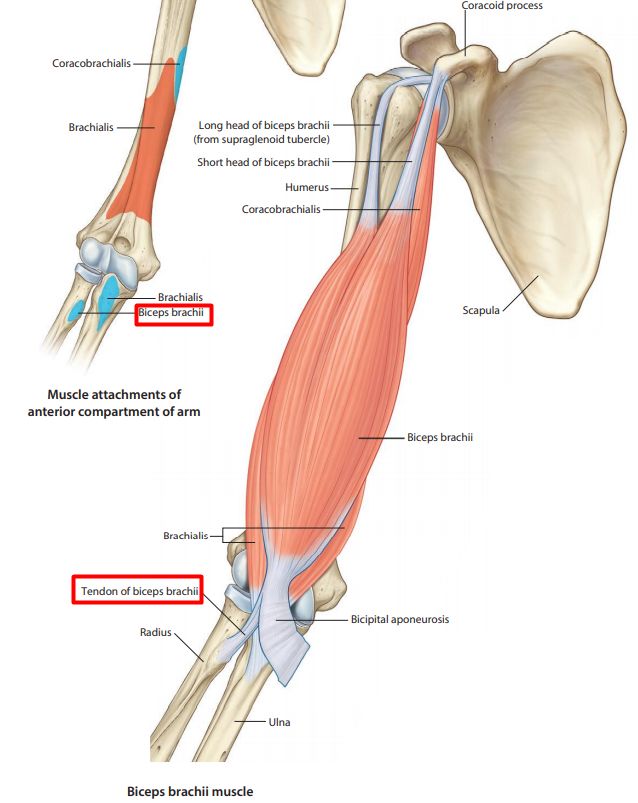 Coracoid process
Coracobrachialis
Brachialis
Long head of biceps brachii
(from supraglenoid tubercle)
Short head of biceps brachii
Humerus
Coracobrachialis
Brachialis
Biceps brachii
Scapula
Muscle attachments of
anterior compartment of arm
Biceps brachii
Brachialis
Tendon of biceps brachii
Bicipital aponeurosis
Radius
Ulna
Biceps brachii muscle